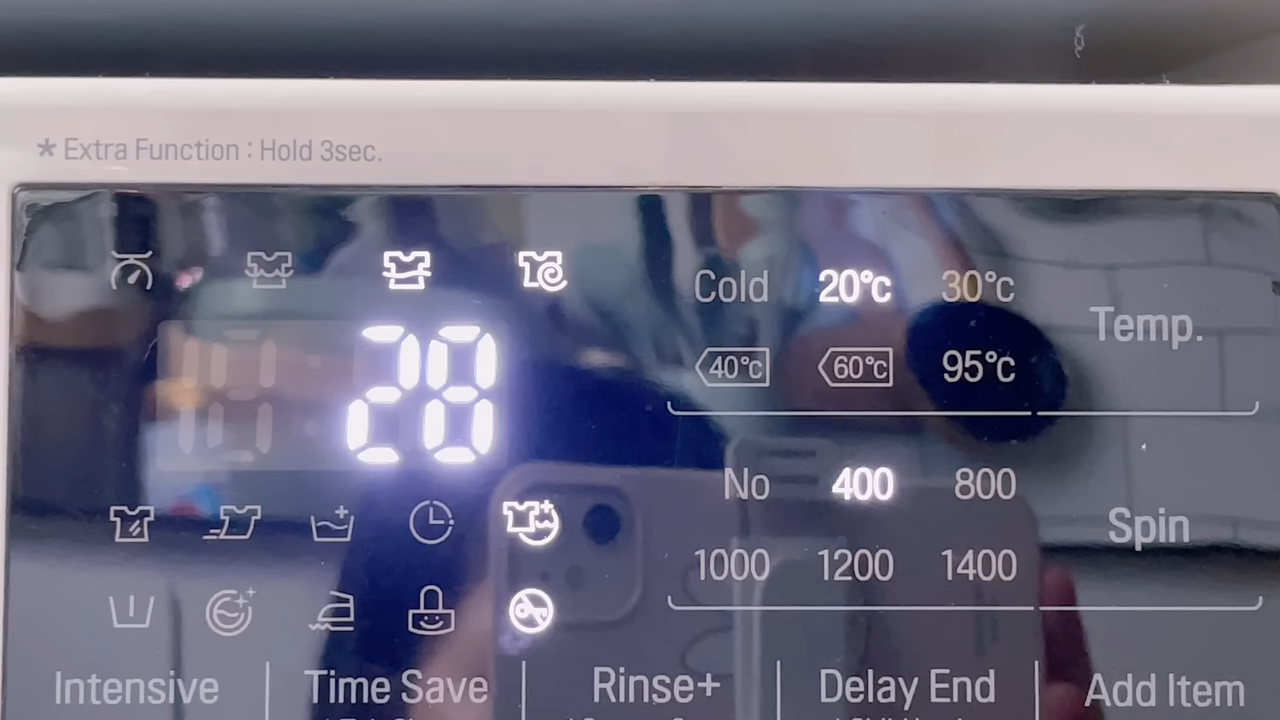 * Extra Function : Hold 3sec.
Cold 20°c 30°c
Temp.
40°c 60°c 95°c
28
No 400 800
Spin
1000 1200 1400
Intensive Time Save Rinse+ Delay End Add Item